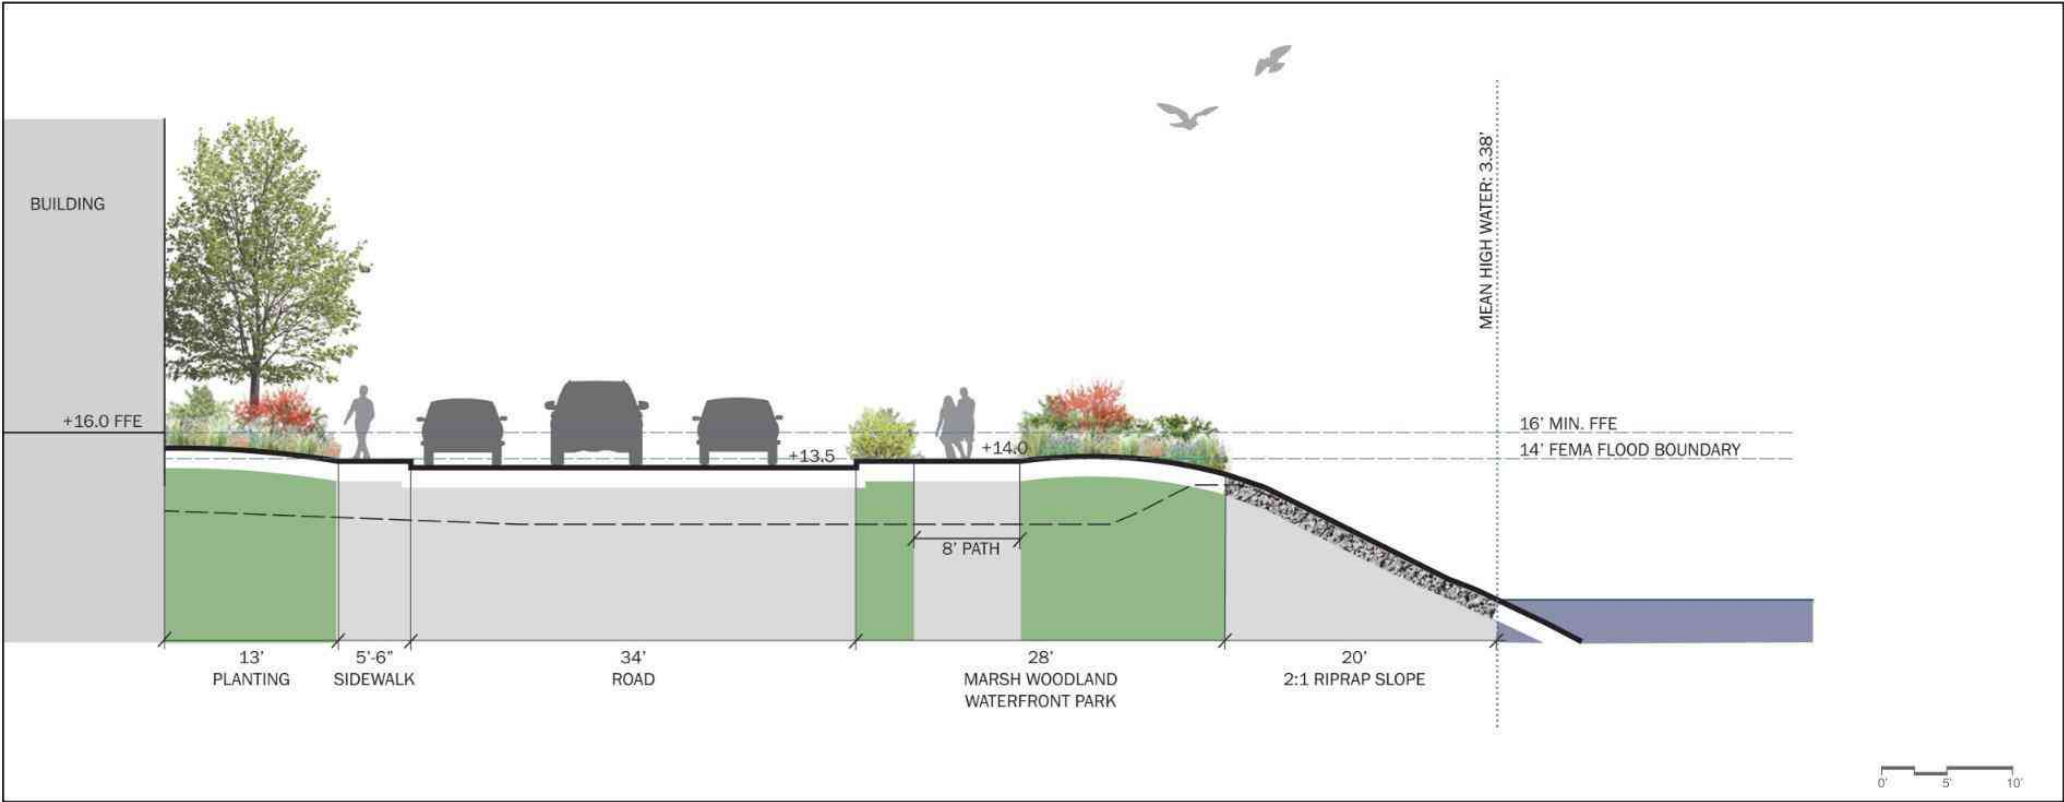 BUILDING
MEAN HIGH WATER: 3.38'
+16.0 FFE
16' MIN. FFE
+13.5
+14.0
14' FEMA FLOOD BOUNDARY
8' PATH
13'
PLANTING
5'-6"
SIDEWALK
34'
ROAD
28'
MARSH WOODLAND
WATERFRONT PARK
20'
2:1 RIPRAP SLOPE
0' 5' 10'